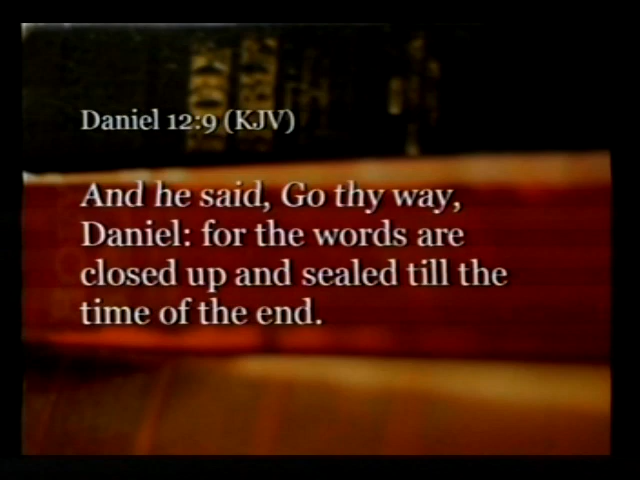 Daniel 12:9 (KJV)
And he said, Go thy way,
Daniel: for the words are
closed up and sealed till the
time of the end.